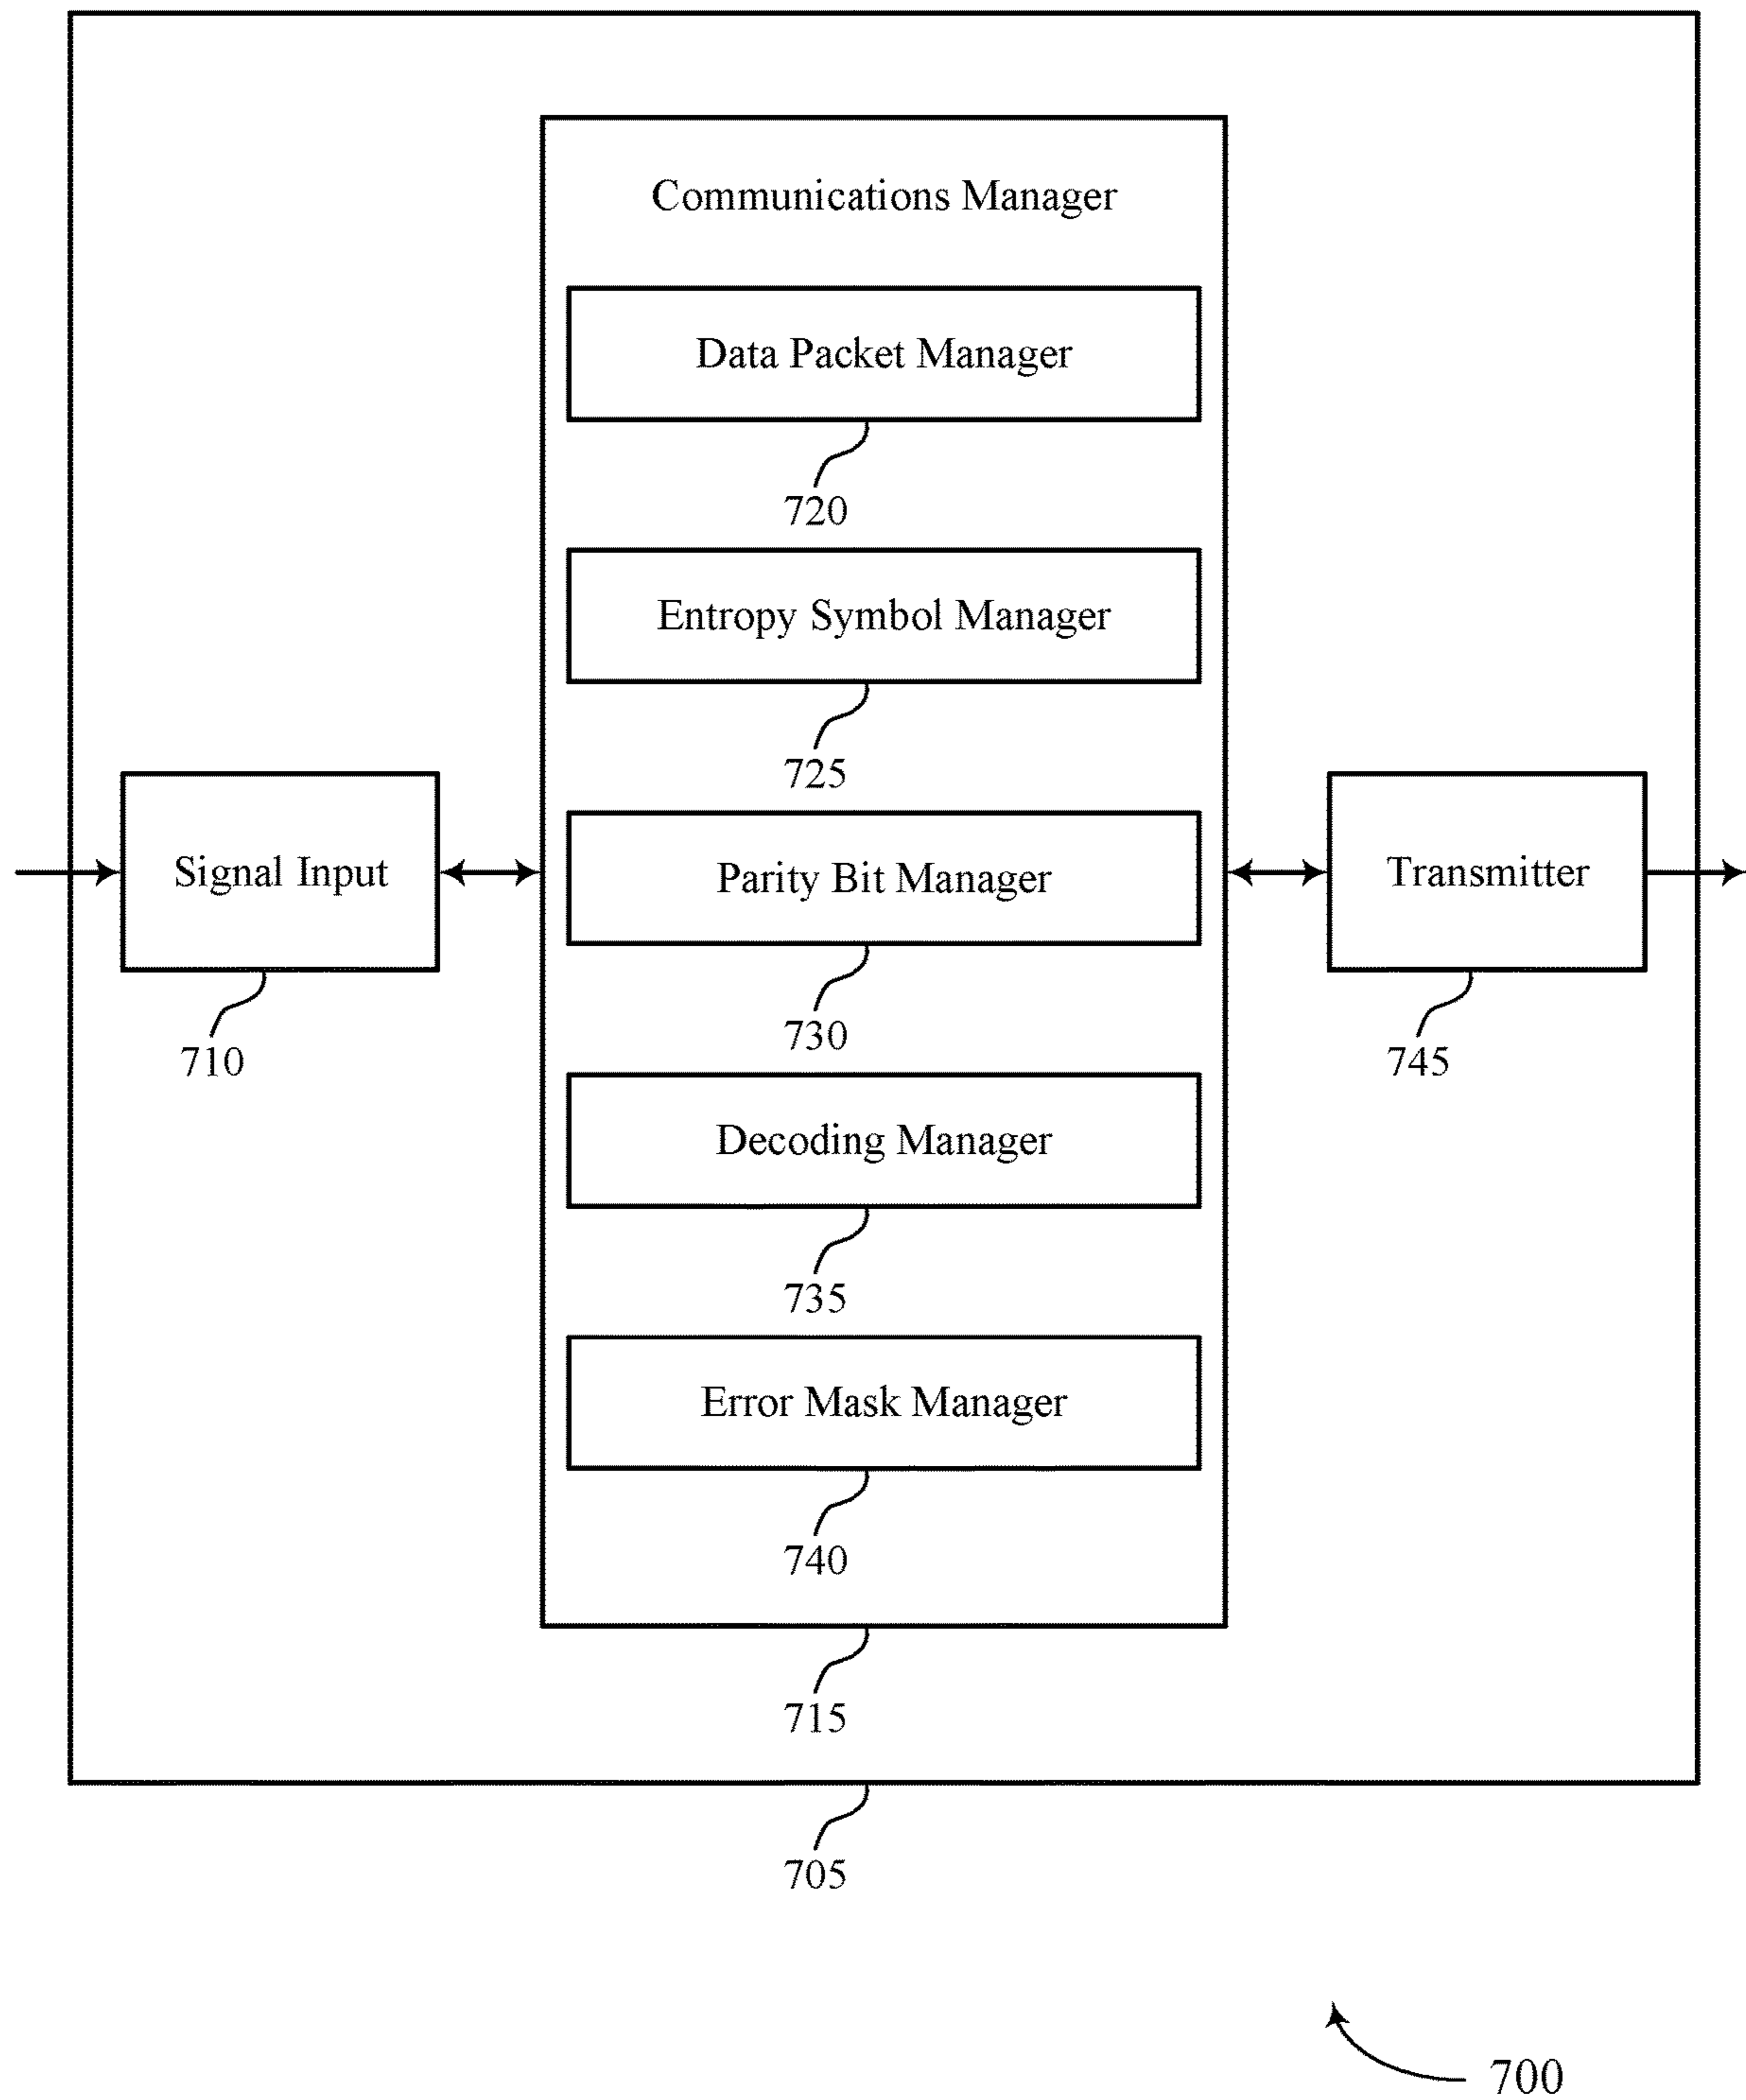 Communications Manager
Data Packet Manager
720
Entropy Symbol Manager
725
Signal Input
710
Parity Bit Manager
730
Transmitter
745
Decoding Manager
735
Error Mask Manager
740
715
705
700